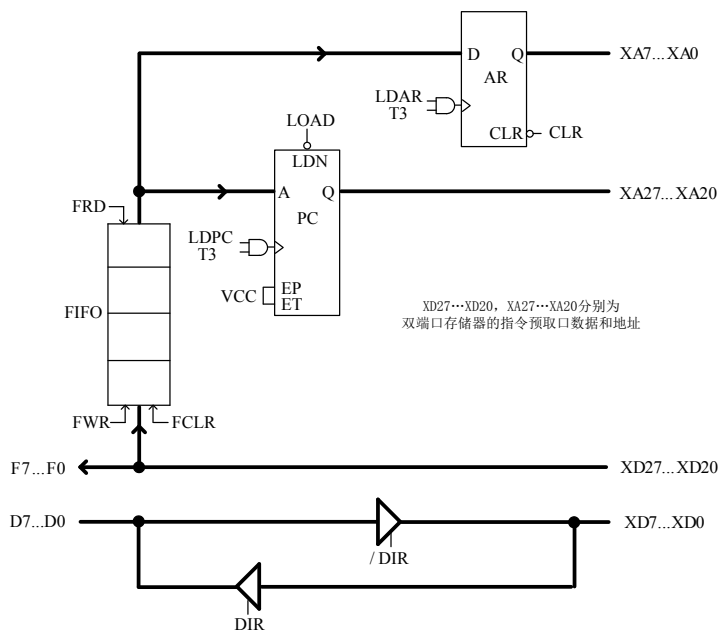 D Q
XA7...XA0
AR
LDAR
T3
CLR
CLR
LOAD
LDN
A Q
XA27...XA20
FRD
PC
LDPC
T3
VCC
EP
ET
FIFO
XD27…XD20，XA27…XA20分别为
双端口存储器的指令预取口数据和地址
FWR
FCLR
F7...F0
XD27...XD20
D7...D0
XD7...XD0
/ DIR
DIR